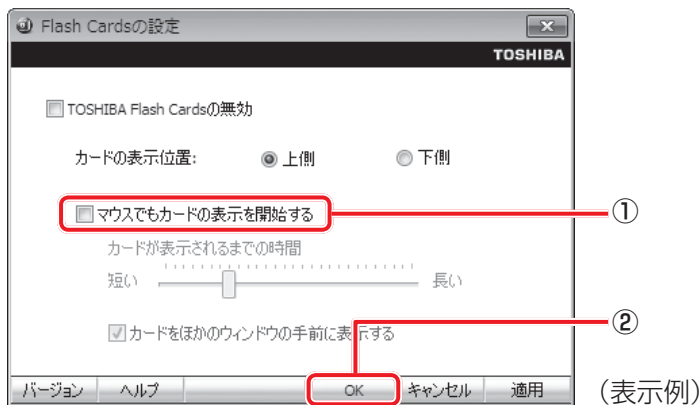 Flash Cardsの設定
TOSHIBA
TOSHIBA Flash Cardsの無効
カードの表示位置: 上側 下側
マウスでもカードの表示を開始する ①
カードが表示されるまでの時間
短い 長い
②
カードをほかのウィンドウの手前に表示する
バージョン ヘルプ OK キャンセル 適用 (表示例)